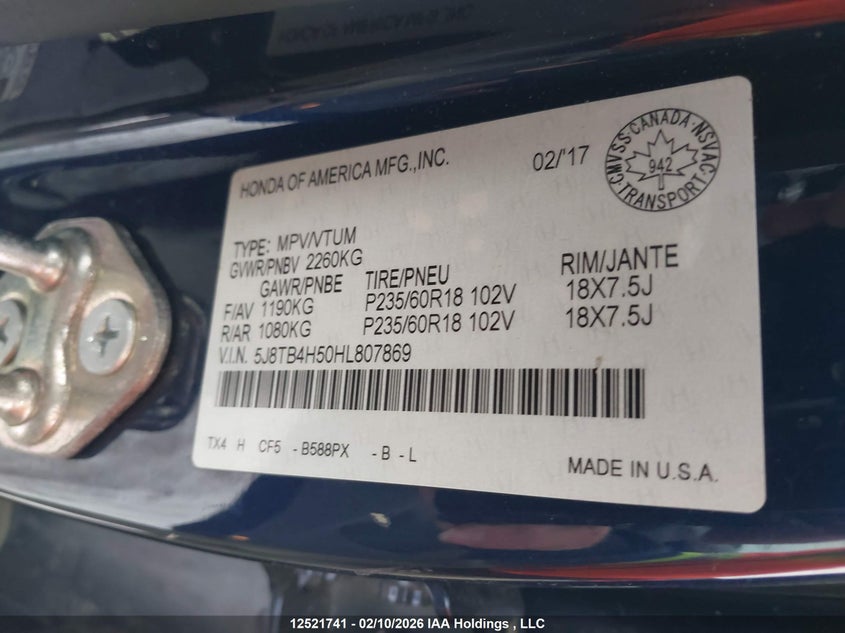 HONDA OF AMERICA MFG.,INC. 02/'17
CMVSS · CANADA · NSVAC · TRANSPORT ·
942
TYPE: MPV/VTUM
GVWR/PNBV 2260KG
GAWR/PNBE TIRE/PNEU RIM/JANTE
F/AV 1190KG P235/60R18 102V 18X7.5J
R/AR 1080KG P235/60R18 102V 18X7.5J
V.I.N. 5J8TB4H50HL807869
TX4 H CF5 - B588PX - B - L
MADE IN U.S.A.
12521741 - 02/10/2026 IAA Holdings , LLC